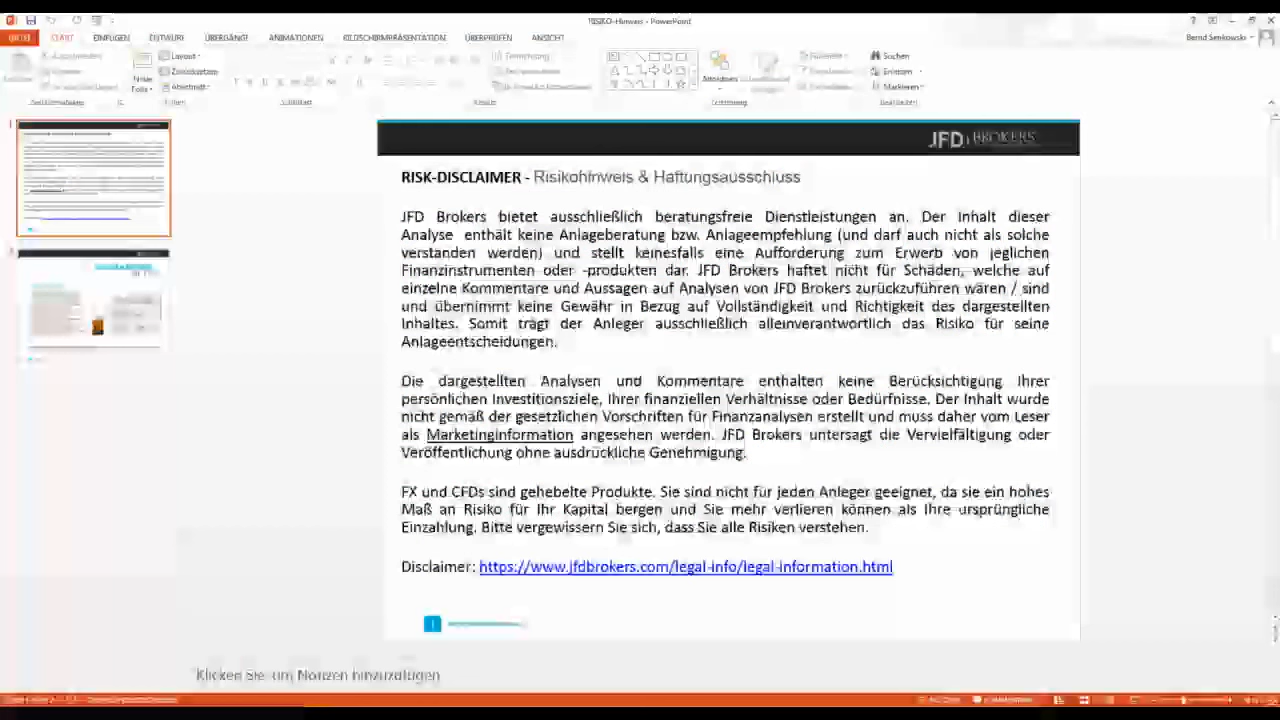 RISIKO-Hinweis - PowerPoint
DATEI START EINFÜGEN ENTWURF ÜBERGÄNGE ANIMATIONEN BILDSCHIRMPRÄSENTATION ÜBERPRÜFEN ANSICHT Bernd Senkowski
Layout
Zurücksetzen
Abschnitt
Neue
Folie
Anordnen
Suchen
Ersetzen
Markieren
JFD BROKERS
RISK-DISCLAIMER - Risikohinweis & Haftungsausschluss
JFD Brokers bietet ausschließlich beratungsfreie Dienstleistungen an. Der Inhalt dieser
Analyse enthält keine Anlageberatung bzw. Anlageempfehlung (und darf auch nicht als solche
verstanden werden) und stellt keinesfalls eine Aufforderung zum Erwerb von jeglichen
Finanzinstrumenten oder -produkten dar. JFD Brokers haftet nicht für Schäden, welche auf
einzelne Kommentare und Aussagen auf Analysen von JFD Brokers zurückzuführen wären / sind
und übernimmt keine Gewähr in Bezug auf Vollständigkeit und Richtigkeit des dargestellten
Inhaltes. Somit trägt der Anleger ausschließlich alleinverantwortlich das Risiko für seine
Anlageentscheidungen.
Die dargestellten Analysen und Kommentare enthalten keine Berücksichtigung Ihrer
persönlichen Investitionsziele, Ihrer finanziellen Verhältnisse oder Bedürfnisse. Der Inhalt wurde
nicht gemäß der gesetzlichen Vorschriften für Finanzanalysen erstellt und muss daher vom Leser
als Marketinginformation angesehen werden. JFD Brokers untersagt die Vervielfältigung oder
Veröffentlichung ohne ausdrückliche Genehmigung.
FX und CFDs sind gehebelte Produkte. Sie sind nicht für jeden Anleger geeignet, da sie ein hohes
Maß an Risiko für Ihr Kapital bergen und Sie mehr verlieren können als Ihre ursprüngliche
Einzahlung. Bitte vergewissern Sie sich, dass Sie alle Risiken verstehen.
Disclaimer: https://www.jfdbrokers.com/legal-info/legal-information.html
1
Klicken Sie, um Notizen hinzuzufügen